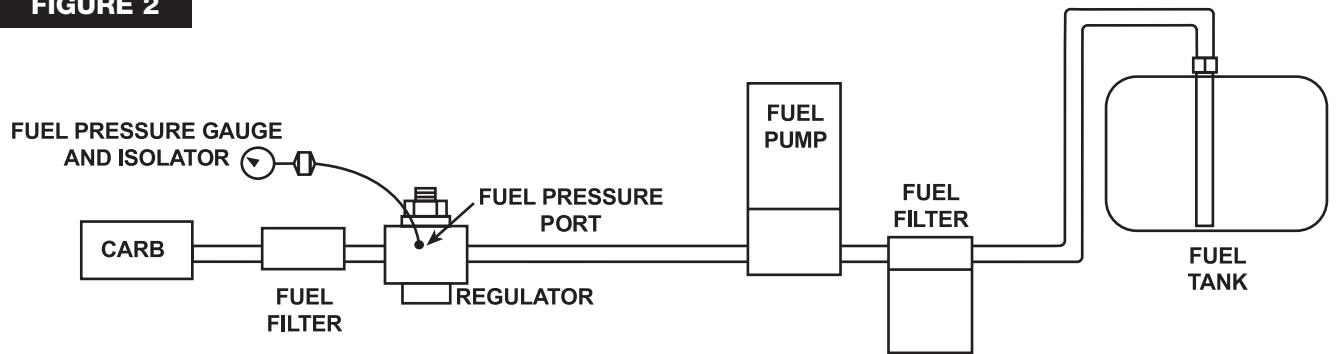 FIGURE 2
FUEL PRESSURE GAUGE
AND ISOLATOR
FUEL PRESSURE
PORT
FUEL
PUMP
FUEL
FILTER
CARB
FUEL
FILTER
REGULATOR
FUEL
TANK